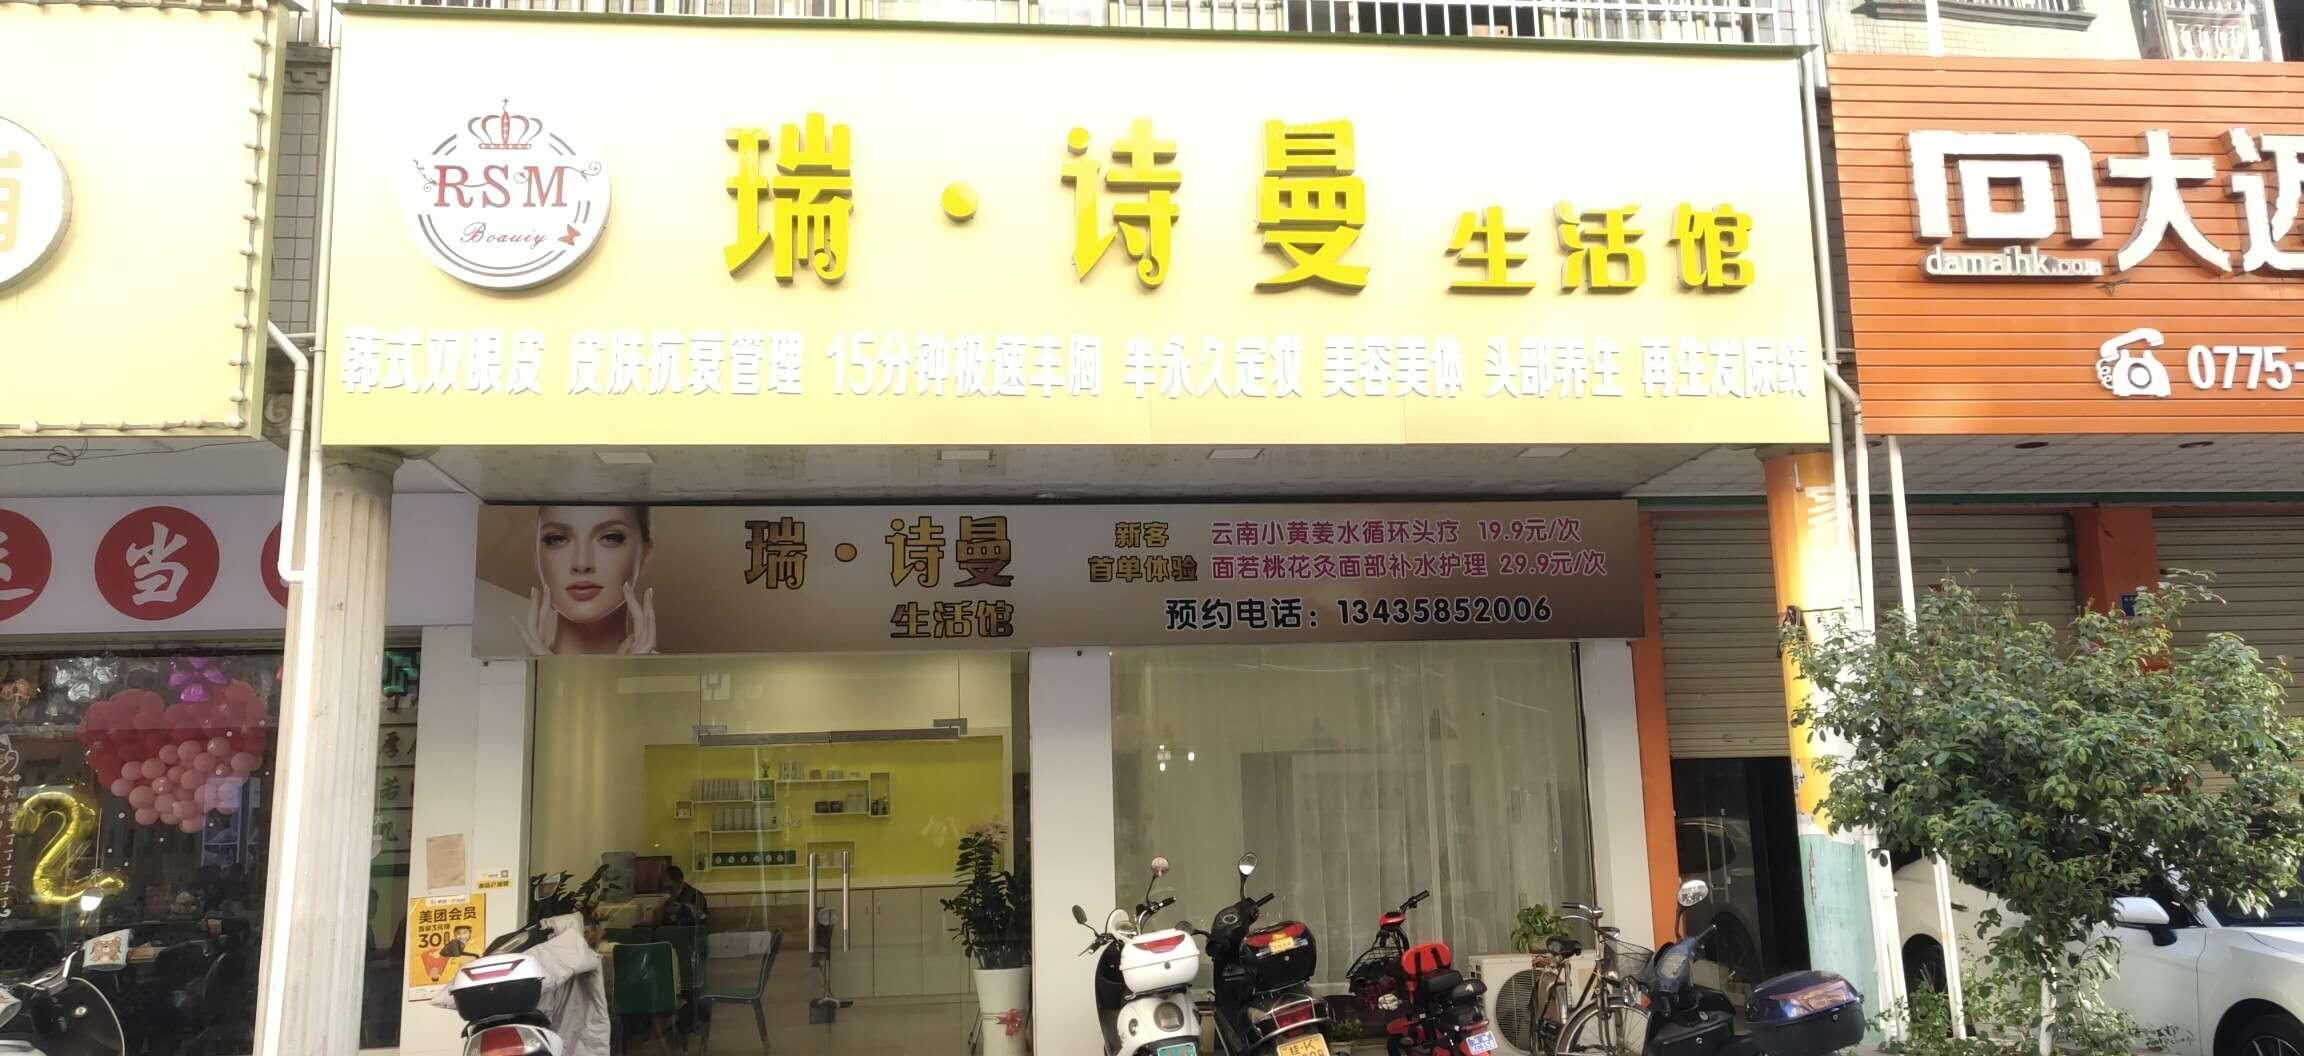 RSM
Boauiy
瑞·诗曼 生活馆
韩式双眼皮 皮肤抗衰管理 15分钟极速丰胸 半永久定妆 美容美体 头部养生 再生发际线
大迈
damaihk.com
0775-
瑞·诗曼
生活馆
新客
首单体验
云南小黄姜水循环头疗 19.9元/次
面若桃花灸面部补水护理 29.9元/次
预约电话：13435852006
当
美团会员
30